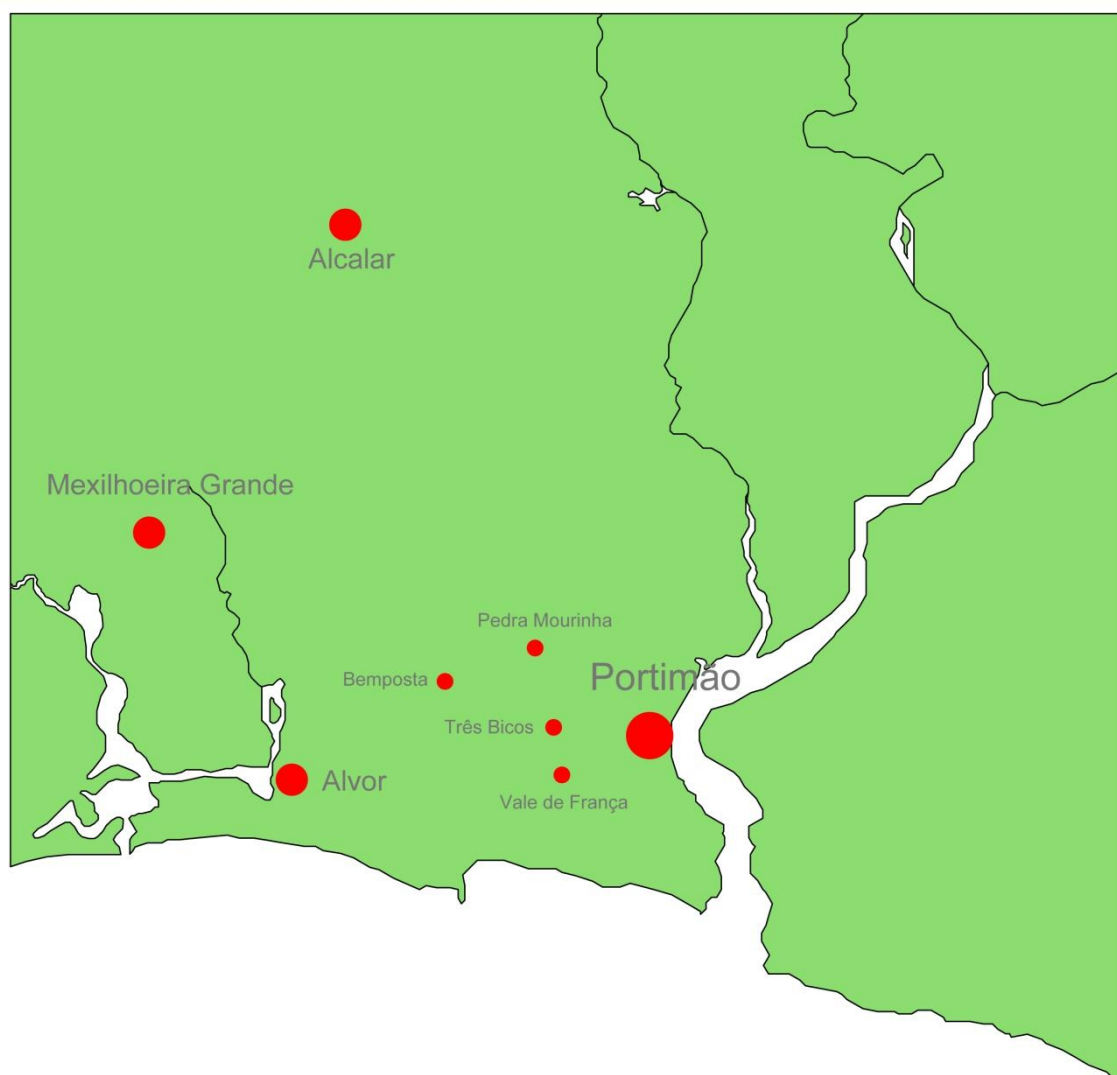 Alcalar
Mexilhoeira Grande
Pedra Mourinha
Bemposta
Portimão
Três Bicos
Alvor
Vale de França